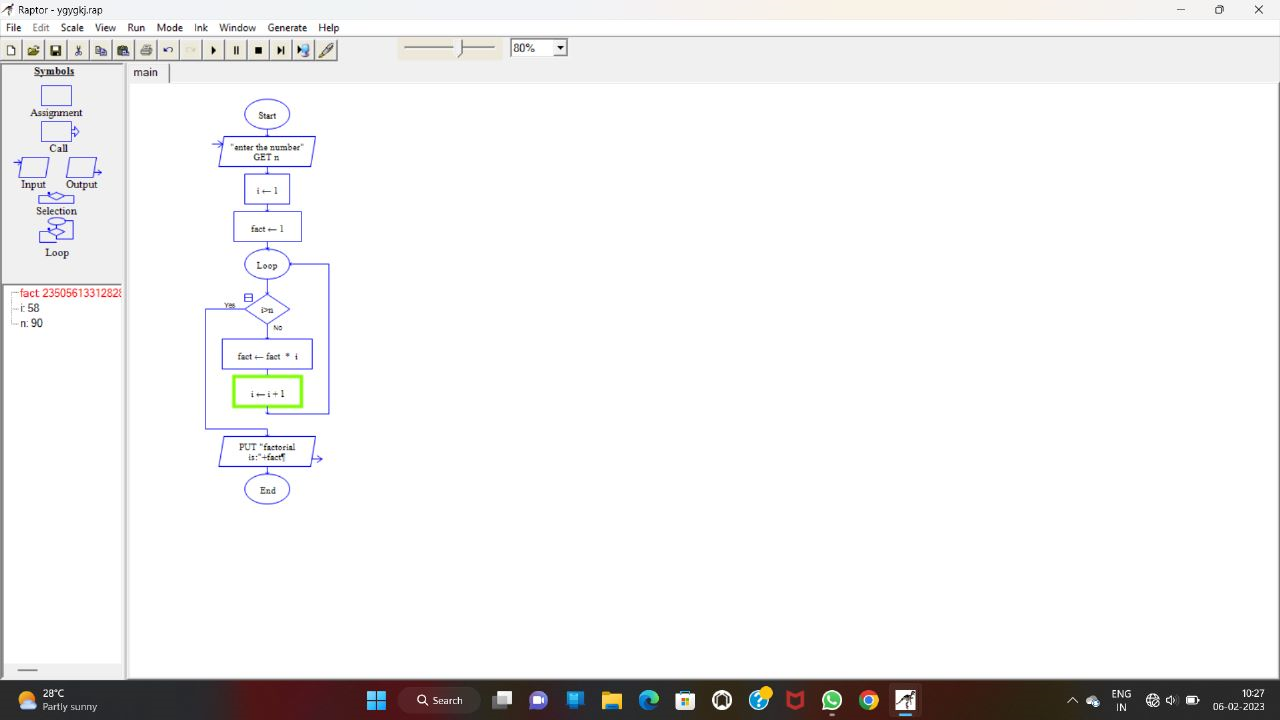 Raptor - ygygkj.rap
File Edit Scale View Run Mode Ink Window Generate Help
80%
Symbols
Assignment
Call
Input Output
Selection
Loop
fact: 23505613312828
i: 58
n: 90
main
Start
"enter the number"
GET n
i ← 1
fact ← 1
Loop
Yes
i>n
No
fact ← fact * i
i ← i + 1
PUT "factorial
is:"+fact¶
End
28°C
Partly sunny
Search
ENG
IN
10:27
06-02-2023